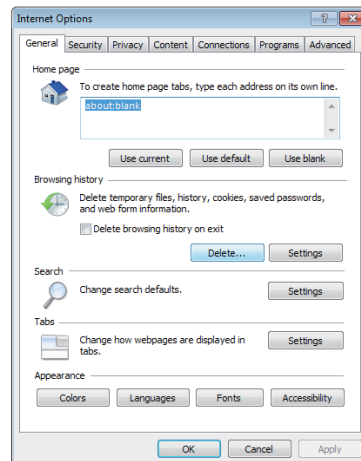 Internet Options
General Security Privacy Content Connections Programs Advanced
Home page
To create home page tabs, type each address on its own line.
about:blank
Use current Use default Use blank
Browsing history
Delete temporary files, history, cookies, saved passwords,
and web form information.
Delete browsing history on exit
Delete... Settings
Search
Change search defaults.
Settings
Tabs
Change how webpages are displayed in
tabs.
Settings
Appearance
Colors Languages Fonts Accessibility
OK Cancel Apply